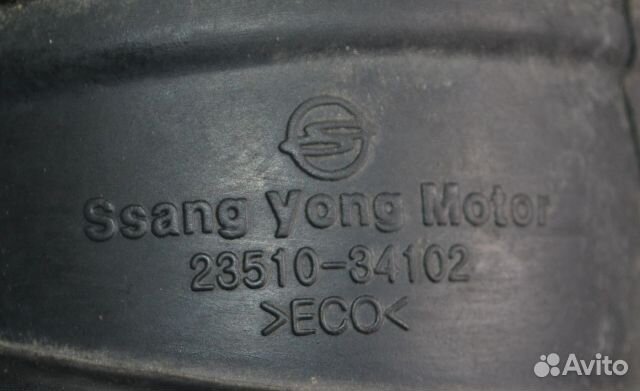 Ssang Yong Motor
23510-34102
>ECO<
Avito